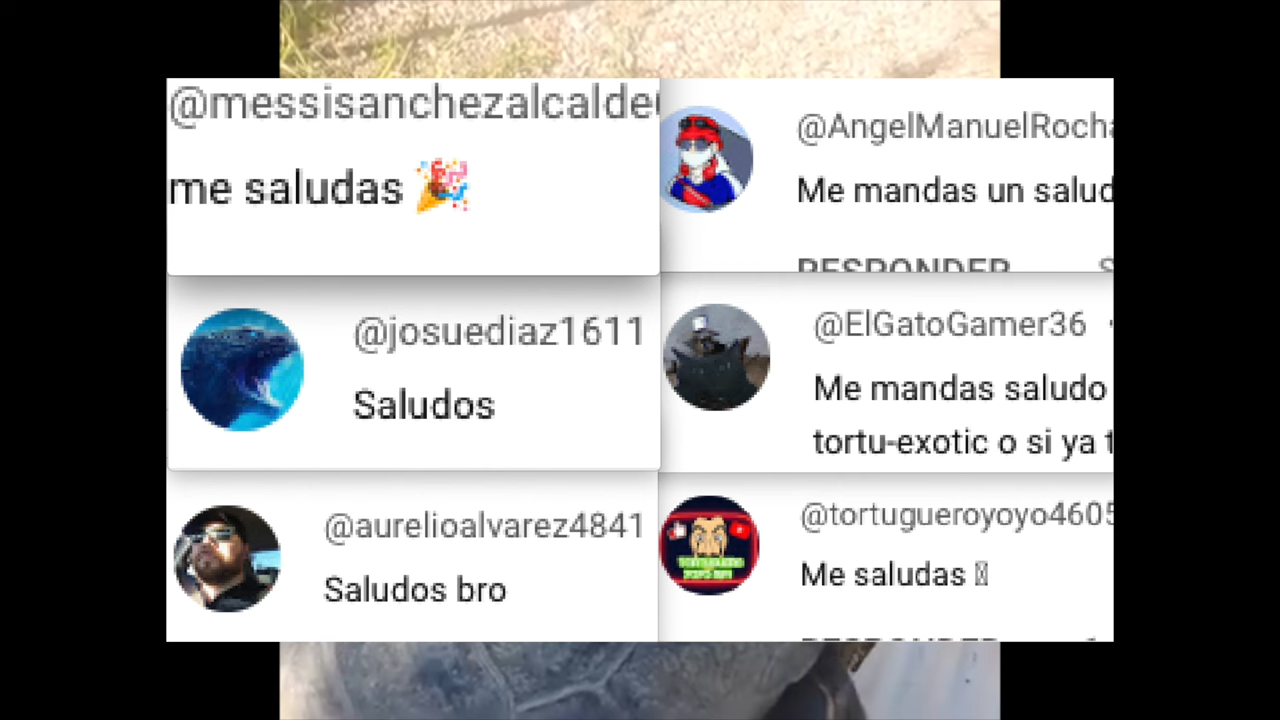 @messisanchezalcalde
me saludas 🎉
@AngelManuelRocha
Me mandas un salud
RESPONDER
@josuediaz1611
Saludos
@ElGatoGamer36
Me mandas saludo
tortu-exotic o si ya t
@aurelioalvarez4841
Saludos bro
@tortugueroyoyo4605
Me saludas